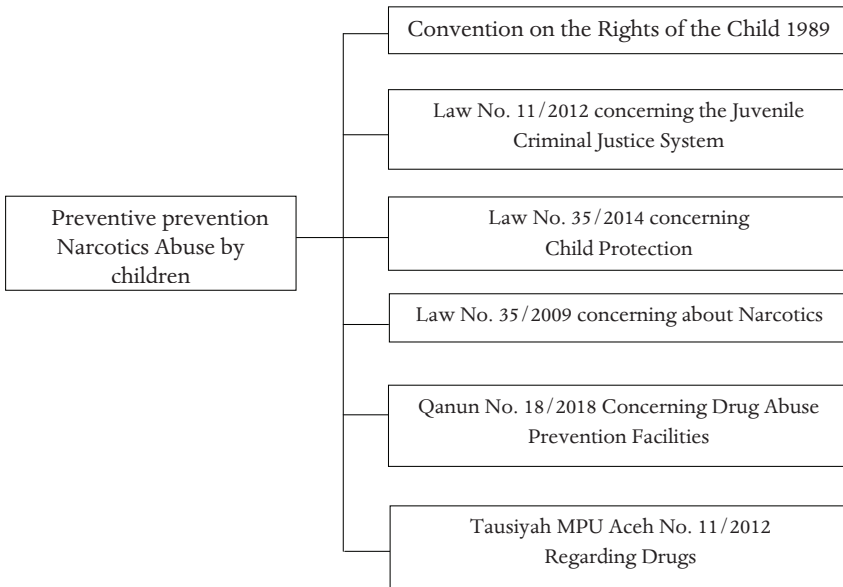 Convention on the Rights of the Child 1989
Law No. 11/2012 concerning the Juvenile
Criminal Justice System
Preventive prevention
Narcotics Abuse by
children
Law No. 35/2014 concerning
Child Protection
Law No. 35/2009 concerning about Narcotics
Qanun No. 18/2018 Concerning Drug Abuse
Prevention Facilities
Tausiyah MPU Aceh No. 11/2012
Regarding Drugs